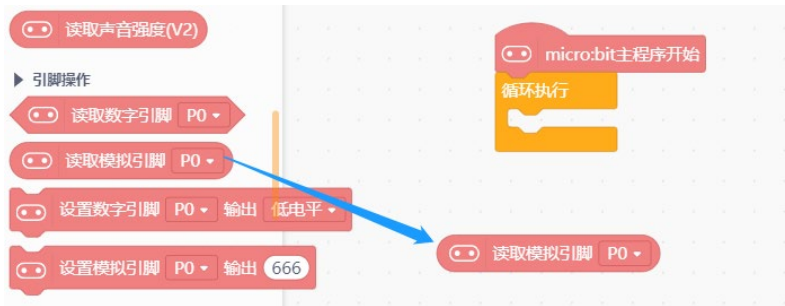 读取声音强度(V2)
引脚操作
读取数字引脚 P0
读取模拟引脚 P0
设置数字引脚 P0 输出 低电平
设置模拟引脚 P0 输出 666
micro:bit主程序开始
循环执行
读取模拟引脚 P0